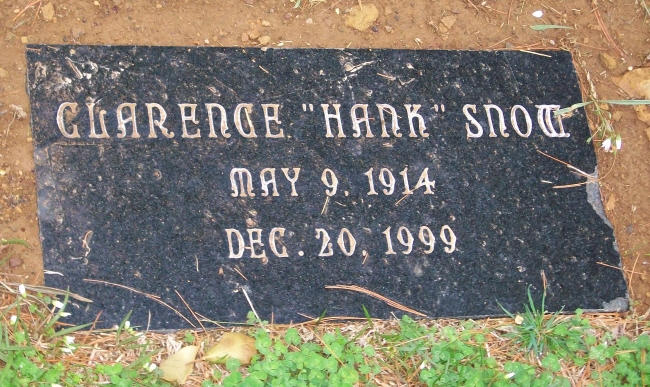 CLARENCE "HANK" SNOW
MAY 9, 1914
DEC. 20, 1999